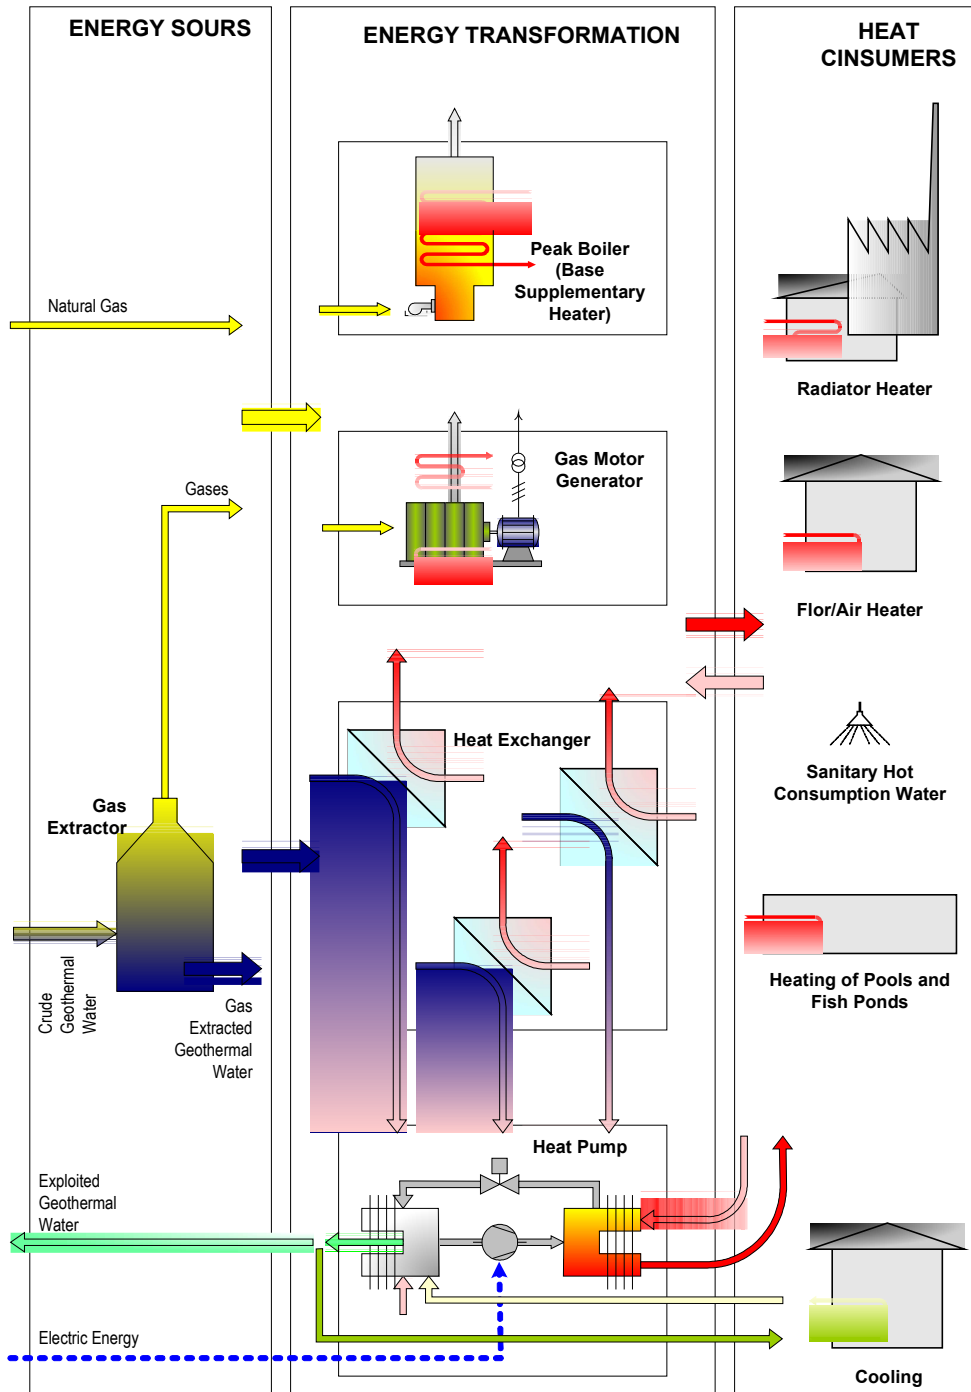 ENERGY SOURS
ENERGY TRANSFORMATION
HEAT
CINSUMERS
Peak Boiler
(Base
Supplementary
Heater)
Natural Gas
Radiator Heater
Gas Motor
Generator
Gases
Flor/Air Heater
Heat Exchanger
Sanitary Hot
Consumption Water
Gas
Extractor
Crude
Geothermal
Water
Gas
Extracted
Geothermal
Water
Heating of Pools and
Fish Ponds
Heat Pump
Exploited
Geothermal
Water
Electric Energy
Cooling